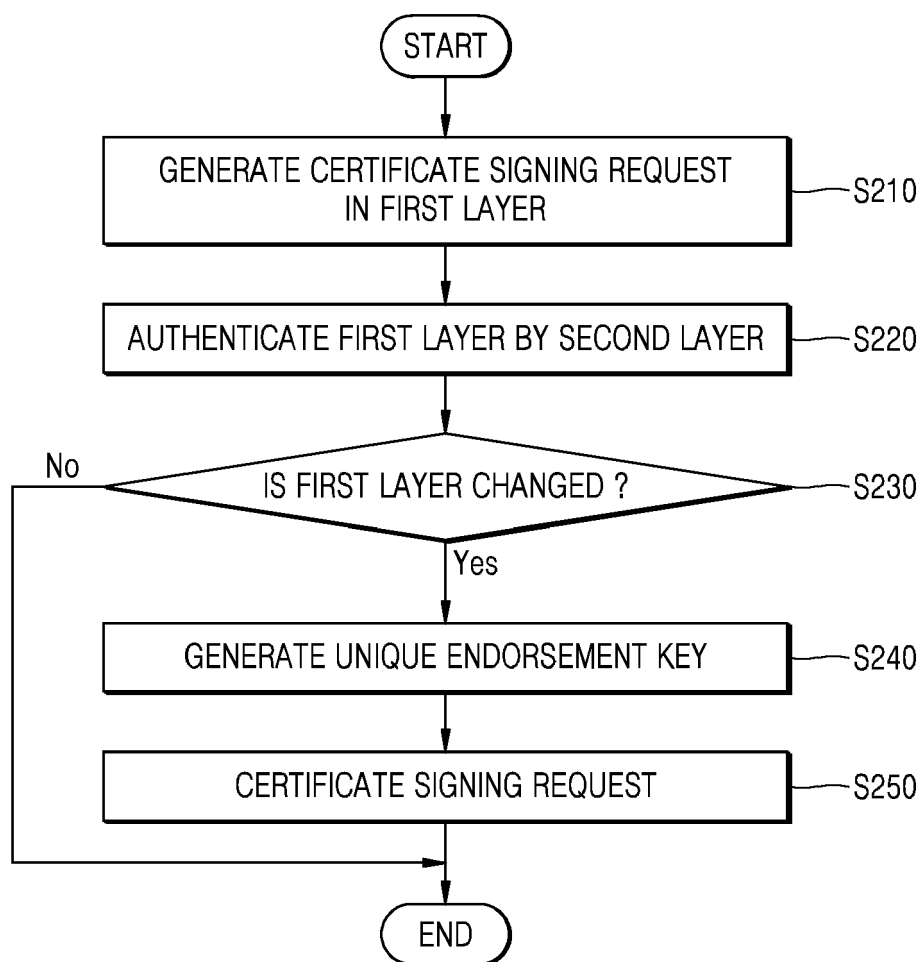 START
GENERATE CERTIFICATE SIGNING REQUEST
IN FIRST LAYER
S210
AUTHENTICATE FIRST LAYER BY SECOND LAYER
S220
No
IS FIRST LAYER CHANGED ?
S230
Yes
GENERATE UNIQUE ENDORSEMENT KEY
S240
CERTIFICATE SIGNING REQUEST
S250
END